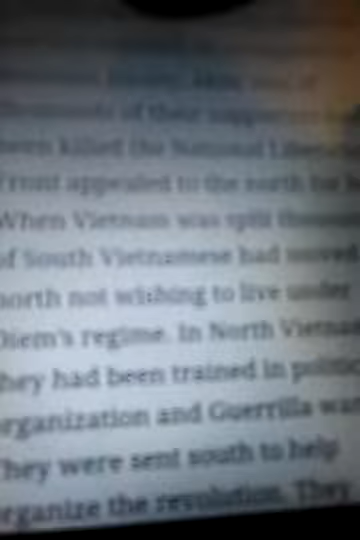 thousands of their supporters had
been killed the National Liberation
Front appealed to the north for
When Vietnam was split thousands
of South Vietnamese had moved
north not wishing to live under
Diem's regime. In North Vietnam
they had been trained in politic
organization and Guerrilla war
They were sent south to help
organize the revolution. They